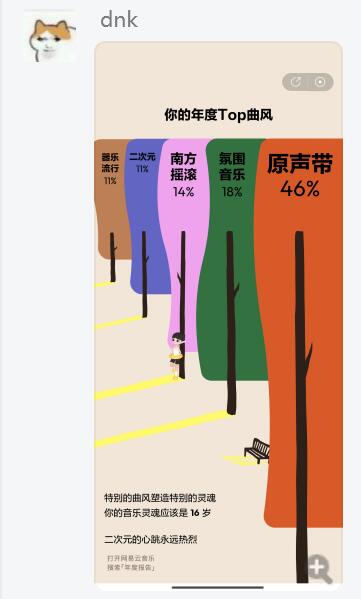 dnk
你的年度Top曲风
器乐
流行
11%
二次元
11%
南方
摇滚
14%
氛围
音乐
18%
原声带
46%
特别的曲风塑造特别的灵魂
你的音乐灵魂应该是 16 岁
二次元的心跳永远热烈
打开网易云音乐
搜索「年度报告」